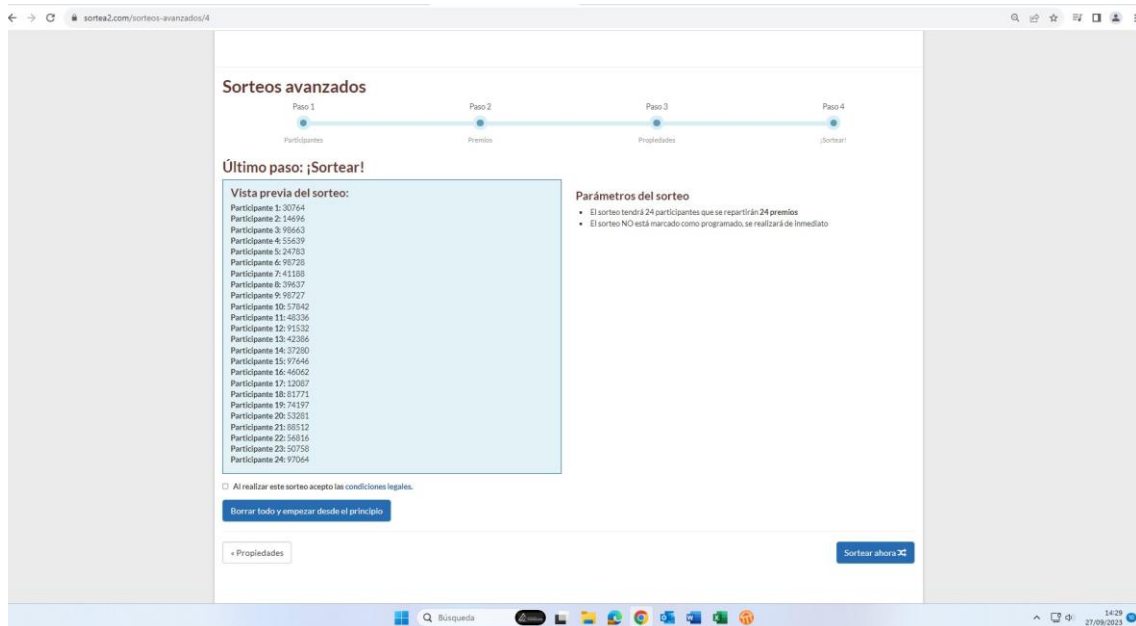 sortea2.com/sorteos-avanzados/4
Sorteos avanzados
Paso 1
Paso 2
Paso 3
Paso 4
Participantes
Premios
Propiedades
¡Sortear!
Último paso: ¡Sortear!
Vista previa del sorteo:
Participante 1: 30764
Participante 2: 14696
Participante 3: 98663
Participante 4: 55639
Participante 5: 24783
Participante 6: 98728
Participante 7: 41188
Participante 8: 39637
Participante 9: 98727
Participante 10: 57842
Participante 11: 48336
Participante 12: 91532
Participante 13: 42386
Participante 14: 37280
Participante 15: 97646
Participante 16: 46062
Participante 17: 12087
Participante 18: 81771
Participante 19: 74197
Participante 20: 53281
Participante 21: 88512
Participante 22: 56816
Participante 23: 50758
Participante 24: 97064
Parámetros del sorteo
• El sorteo tendrá 24 participantes que se repartirán 24 premios
• El sorteo NO está marcado como programado, se realizará de inmediato
Al realizar este sorteo acepto las condiciones legales.
Borrar todo y empezar desde el principio
« Propiedades
Sortear ahora
Búsqueda
14:29
27/09/2023